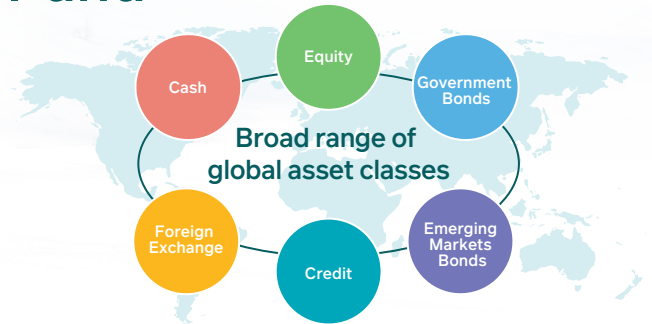 Equity
Cash
Government
Bonds
Broad range of
global asset classes
Foreign
Exchange
Emerging
Markets
Bonds
Credit